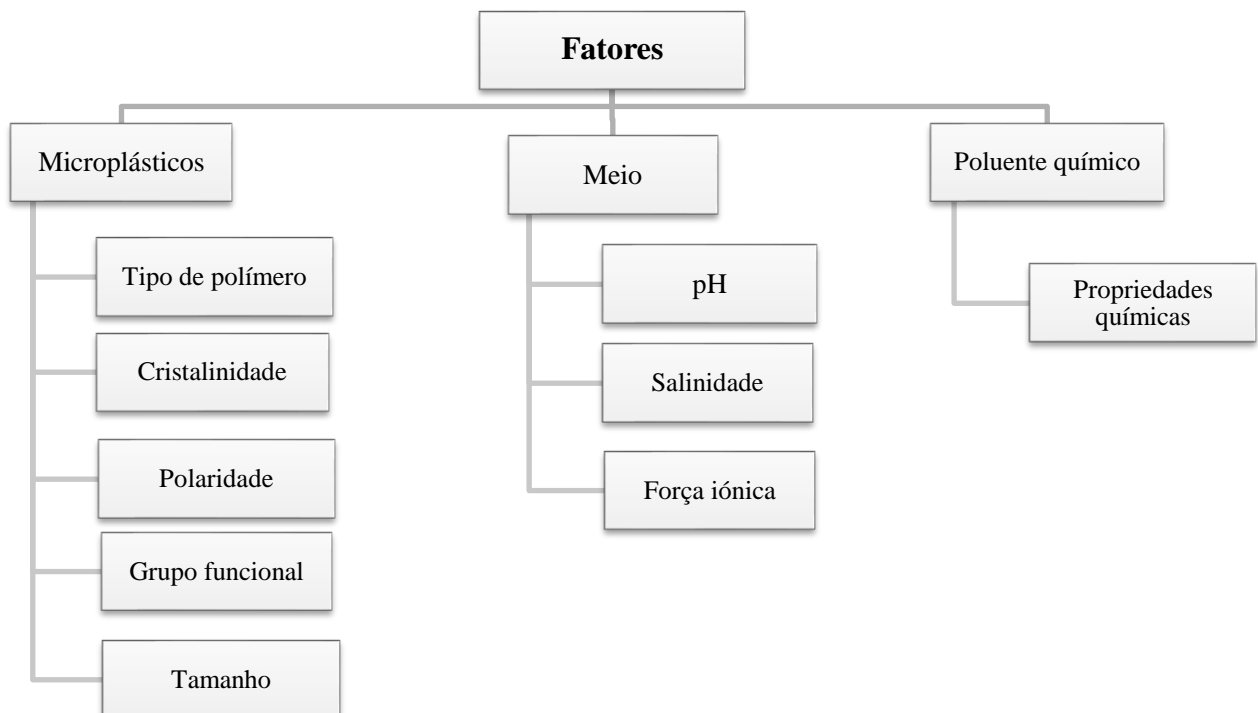 Fatores
Microplásticos
Tipo de polímero
Cristalinidade
Polaridade
Grupo funcional
Tamanho
Meio
pH
Salinidade
Força iónica
Poluente químico
Propriedades
químicas